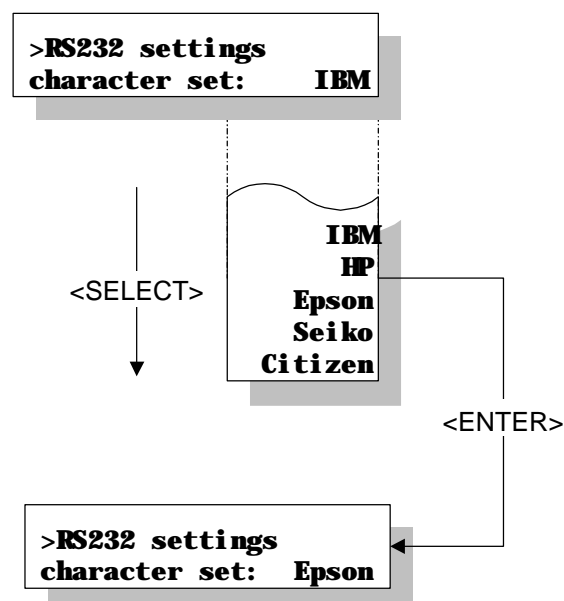 >RS232 settings
character set: IBM
IBM
HP
<SELECT>
Epson
Seiko
Citizen
<ENTER>
>RS232 settings
character set: Epson